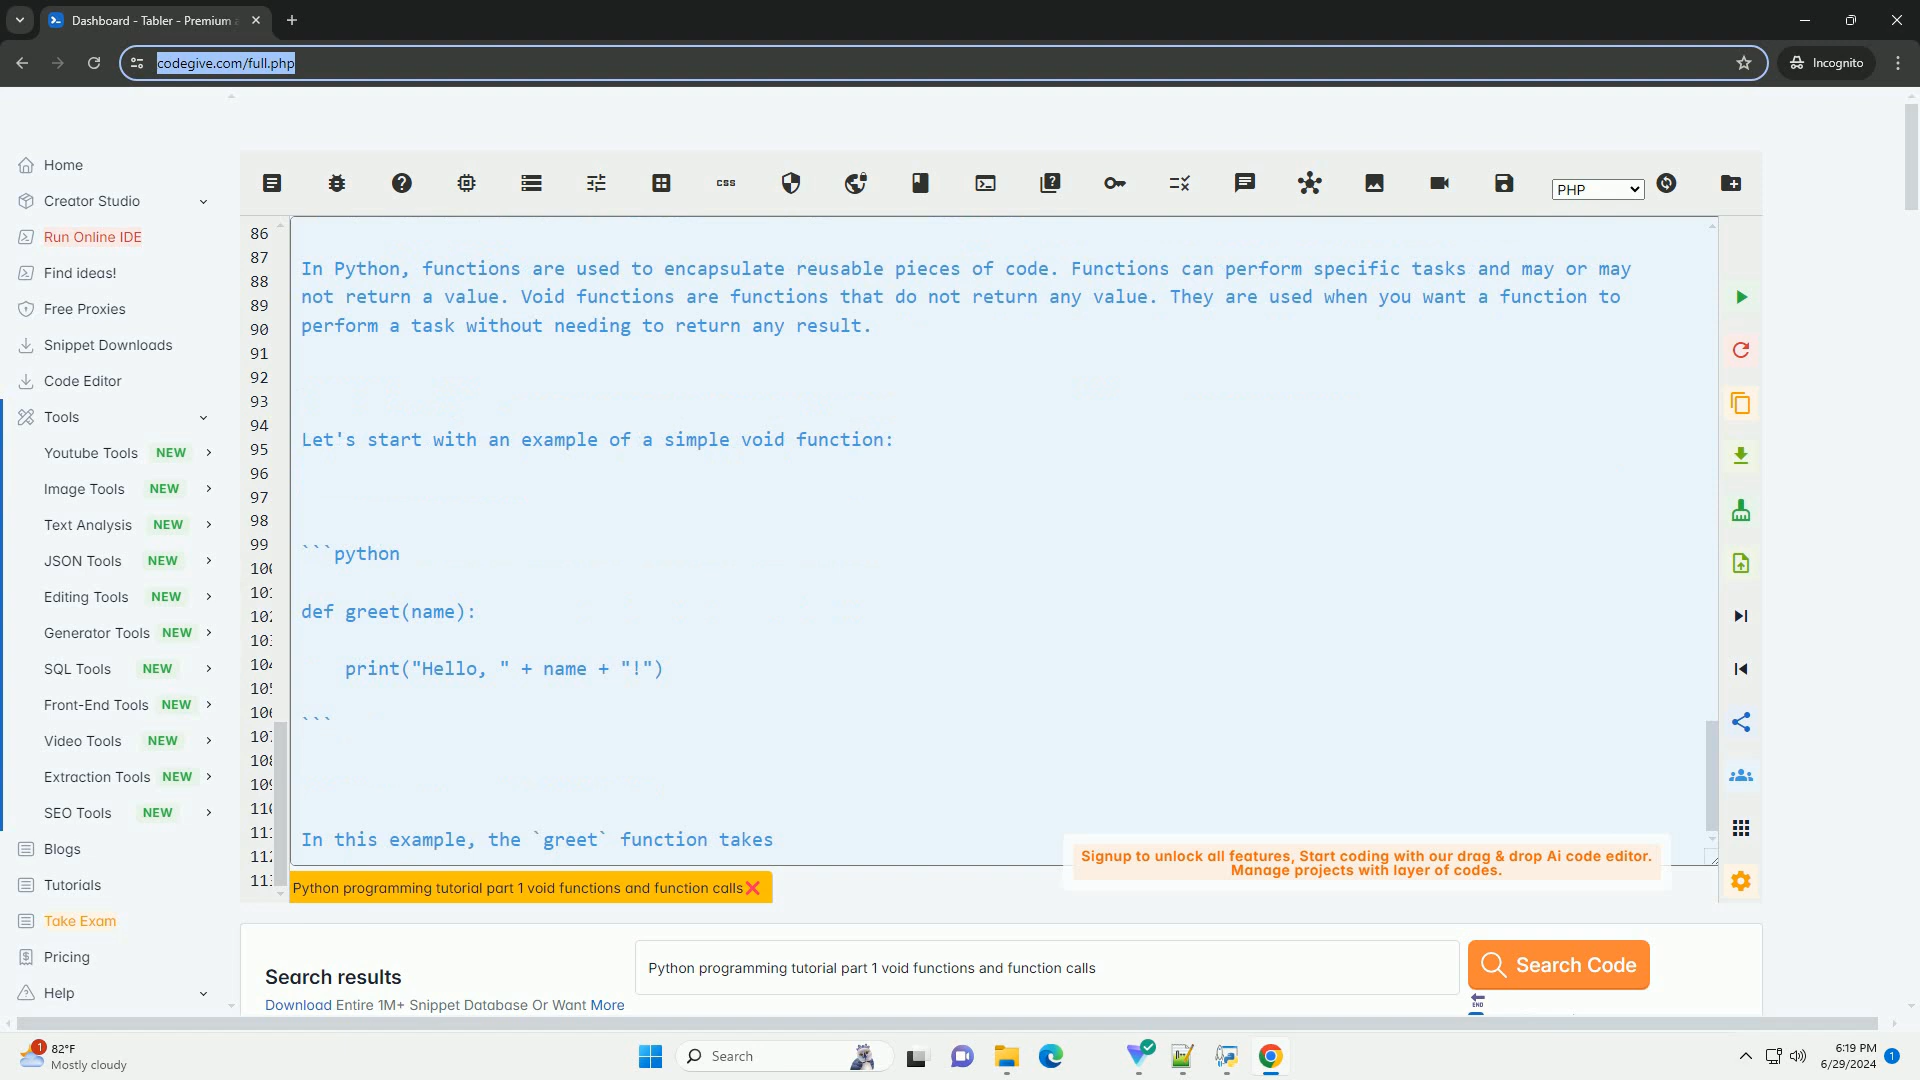 Dashboard - Tabler - Premium
codegive.com/full.php
Incognito
Home
Creator Studio
Run Online IDE
Find ideas!
Free Proxies
Snippet Downloads
Code Editor
Tools
Youtube Tools NEW
Image Tools NEW
Text Analysis NEW
JSON Tools NEW
Editing Tools NEW
Generator Tools NEW
SQL Tools NEW
Front-End Tools NEW
Video Tools NEW
Extraction Tools NEW
SEO Tools NEW
Blogs
Tutorials
Take Exam
Pricing
Help
CSS
PHP
86
87
88
89
90
91
92
93
94
95
96
97
98
99
In Python, functions are used to encapsulate reusable pieces of code. Functions can perform specific tasks and may or may
not return a value. Void functions are functions that do not return any value. They are used when you want a function to
perform a task without needing to return any result.
Let's start with an example of a simple void function:
```python
def greet(name):
print("Hello, " + name + "!")
```
In this example, the `greet` function takes
Signup to unlock all features, Start coding with our drag & drop Ai code editor.
Manage projects with layer of codes.
Python programming tutorial part 1 void functions and function calls
Search results
Download Entire 1M+ Snippet Database Or Want More
Python programming tutorial part 1 void functions and function calls
Search Code
END
1
82°F
Mostly cloudy
Search
6:19 PM
6/29/2024
1